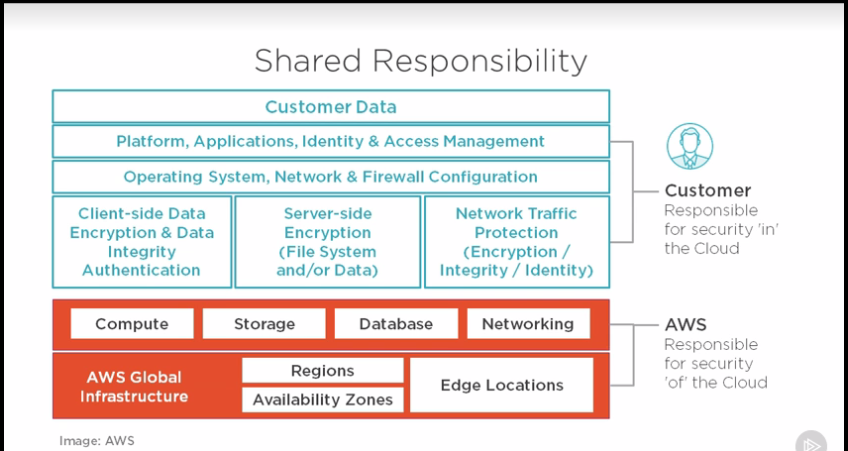 Shared Responsibility
Customer Data
Platform, Applications, Identity & Access Management
Operating System, Network & Firewall Configuration
Client-side Data
Encryption & Data
Integrity
Authentication
Server-side
Encryption
(File System
and/or Data)
Network Traffic
Protection
(Encryption /
Integrity / Identity)
Customer
Responsible
for security 'in'
the Cloud
Compute
Storage
Database
Networking
AWS
Responsible
for security
'of' the Cloud
AWS Global
Infrastructure
Regions
Availability Zones
Edge Locations
Image: AWS